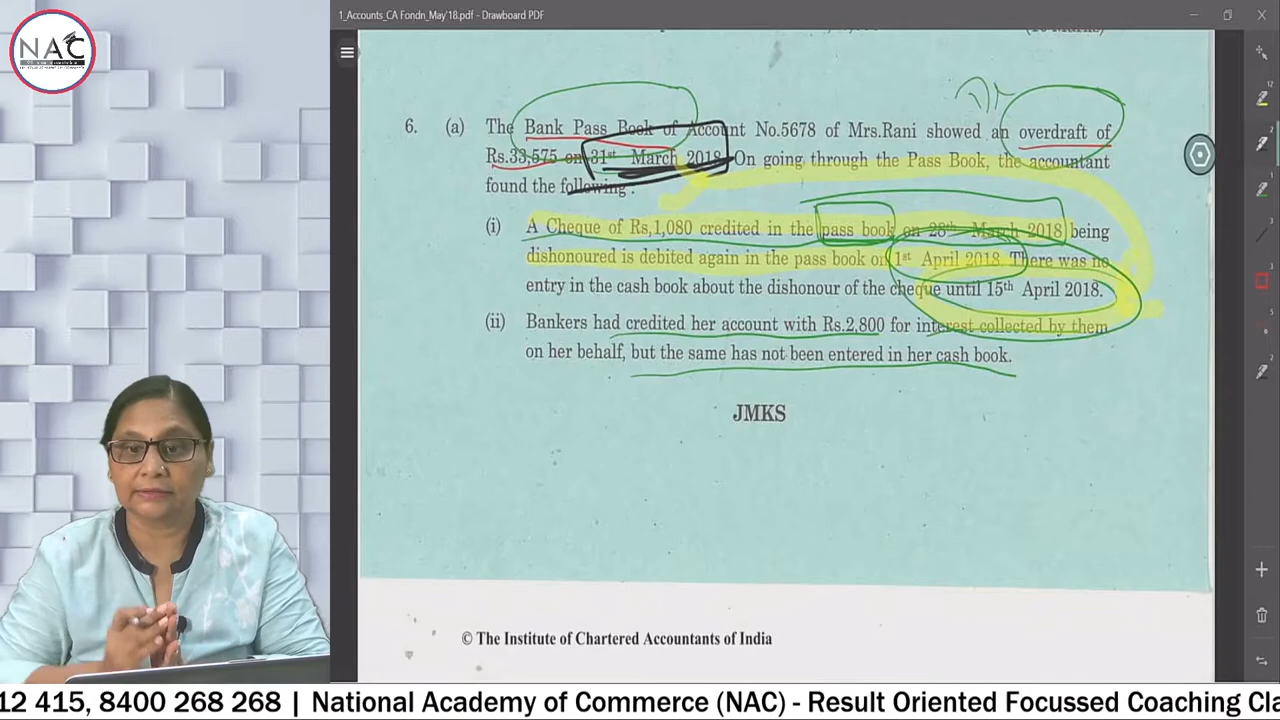 NAC
1_Accounts_CA Fondn_May'18.pdf - Drawboard PDF
6. (a) The Bank Pass Book of Account No.5678 of Mrs.Rani showed an overdraft of
Rs.33,575 on 31st March 2018. On going through the Pass Book, the accountant
found the following :
(i) A Cheque of Rs,1,080 credited in the pass book on 28th March 2018 being
dishonoured is debited again in the pass book on 1st April 2018. There was no
entry in the cash book about the dishonour of the cheque until 15th April 2018.
(ii) Bankers had credited her account with Rs.2,800 for interest collected by them
on her behalf, but the same has not been entered in her cash book.
JMKS
© The Institute of Chartered Accountants of India
12 415, 8400 268 268 | National Academy of Commerce (NAC) - Result Oriented Focussed Coaching Cla